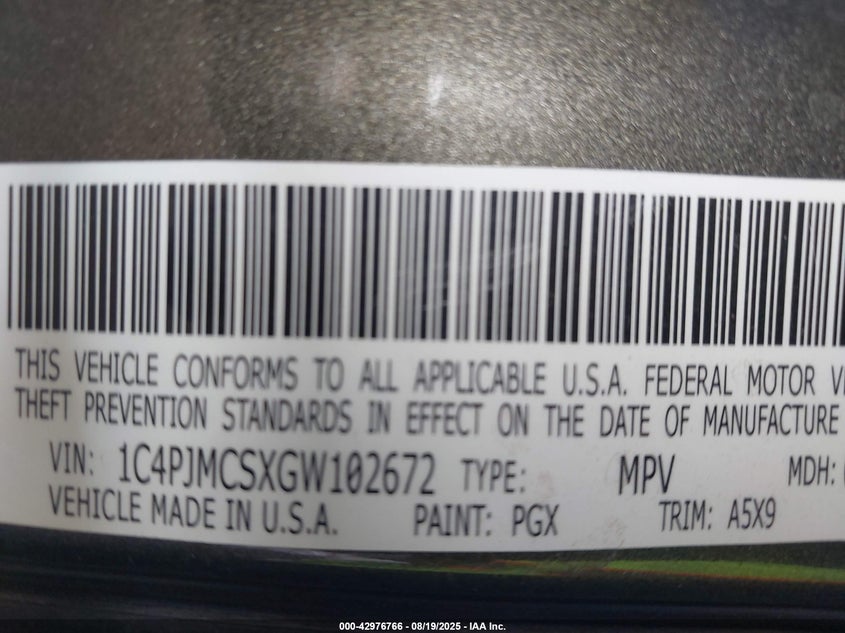 THIS VEHICLE CONFORMS TO ALL APPLICABLE U.S.A. FEDERAL MOTOR
THEFT PREVENTION STANDARDS IN EFFECT ON THE DATE OF MANUFACTURE
VIN: 1C4PJMCSXGW102672 TYPE: MPV MDH:
VEHICLE MADE IN U.S.A. PAINT: PGX TRIM: A5X9
000-42976766 - 08/19/2025 - IAA Inc.